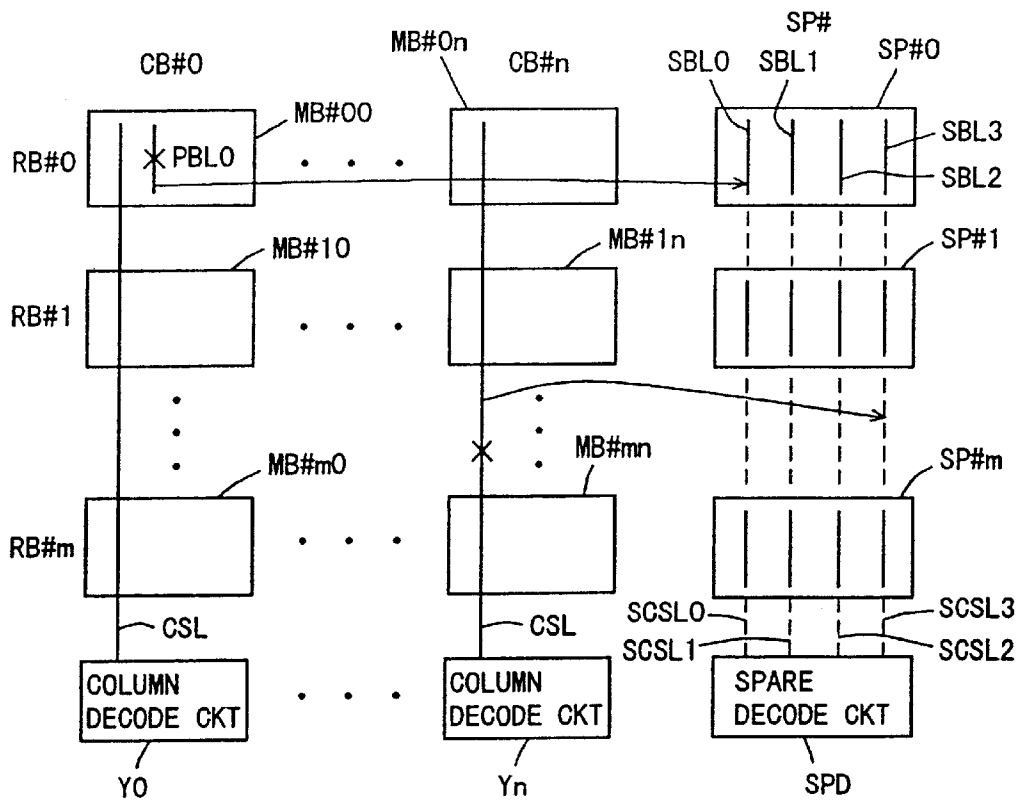 SP#
CB#0
MB#0n
CB#n
SBL0
SBL1
SP#0
MB#00
RB#0
PBL0
• • •
SBL3
SBL2
MB#10
MB#1n
SP#1
RB#1
• • •
MB#m0
MB#mn
SP#m
RB#m
• • •
CSL
CSL
SCSL0
SCSL3
SCSL1
SCSL2
COLUMN
DECODE CKT
• • •
COLUMN
DECODE CKT
SPARE
DECODE CKT
Y0
Yn
SPD